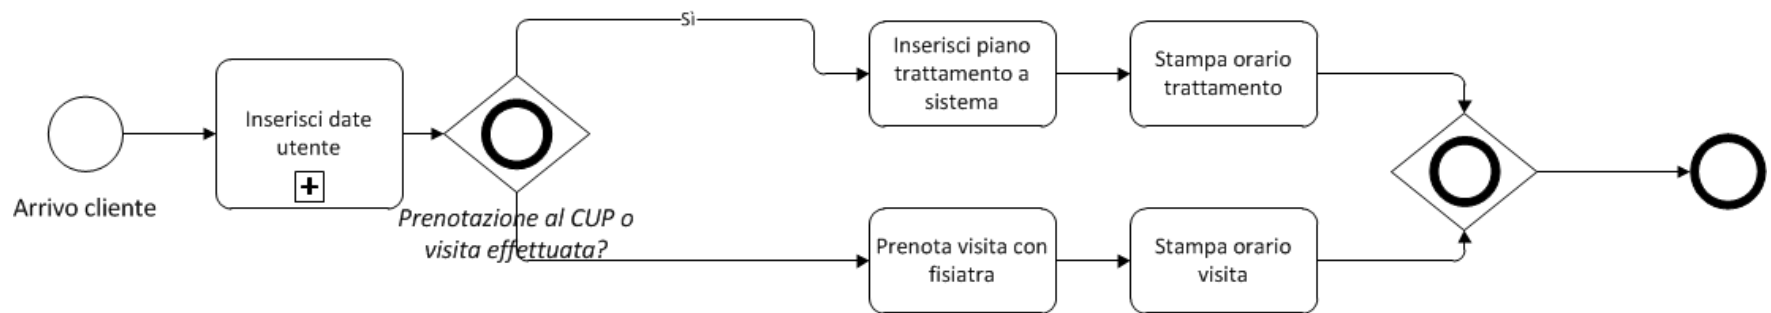 Arrivo cliente
Inserisci date
utente
Prenotazione al CUP o
visita effettuata?
Sì
Inserisci piano
trattamento a
sistema
Stampa orario
trattamento
Prenota visita con
fisiatra
Stampa orario
visita